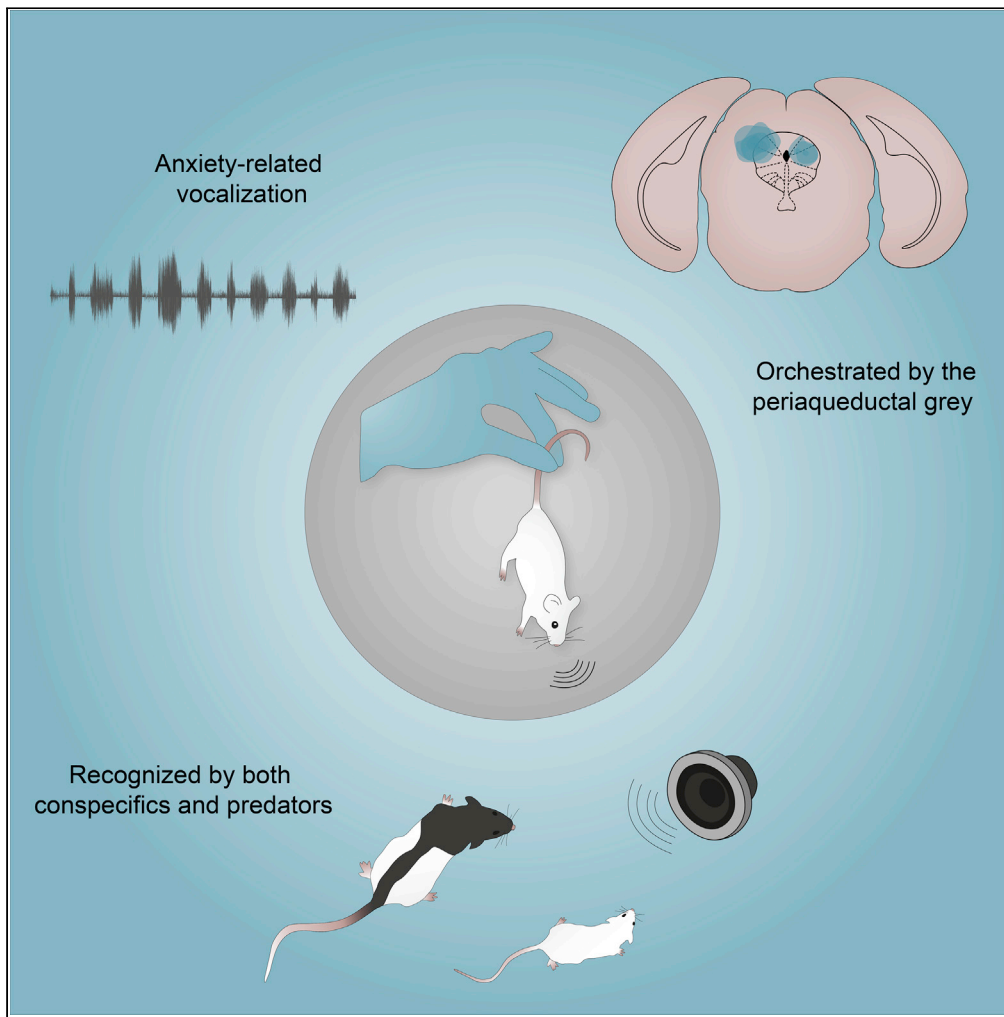 Anxiety-related
vocalization
Orchestrated by the
periaqueductal grey
Recognized by both
conspecifics and predators